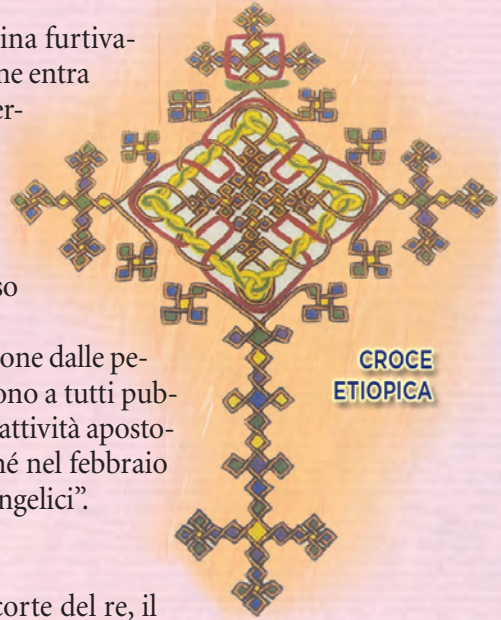 ina furtiva-
ne entra
er-
so
CROCE
ETIOPICA
one dalle pe-
ono a tutti pub-
attività aposto-
é nel febbraio
ngelici”.
corte del re, il